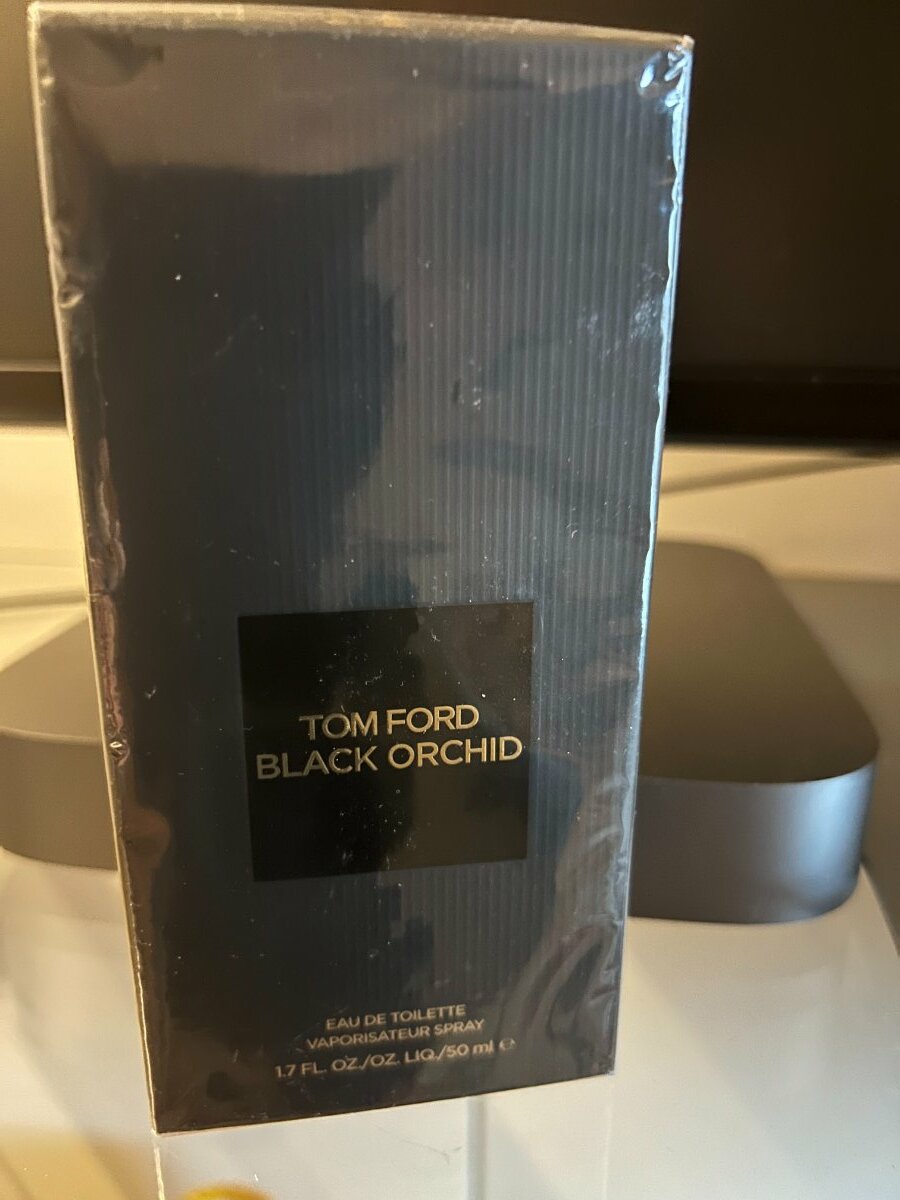 TOM FORD
BLACK ORCHID
EAU DE TOILETTE
VAPORISATEUR SPRAY
1.7 FL. OZ./OZ. LIQ./50 ml ℮